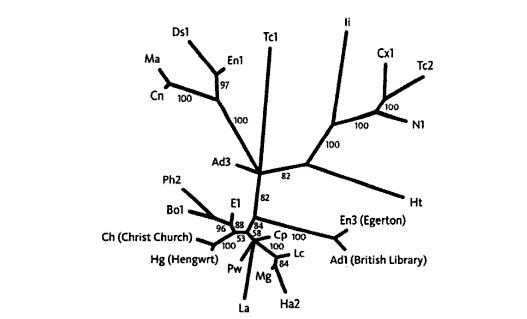 Ii
Ds1
Tc1
Ma
En1
Cx1
Tc2
97
Cn
100
100
100
N1
100
100
Ad3
82
Ph2
82
Ht
Bo1
E1
En3 (Egerton)
96
88
84
Ch (Christ Church)
53
58
Cp
100
100
100
Lc
Hg (Hengwrt)
Pw
Mg
84
Ad1 (British Library)
La
Ha2